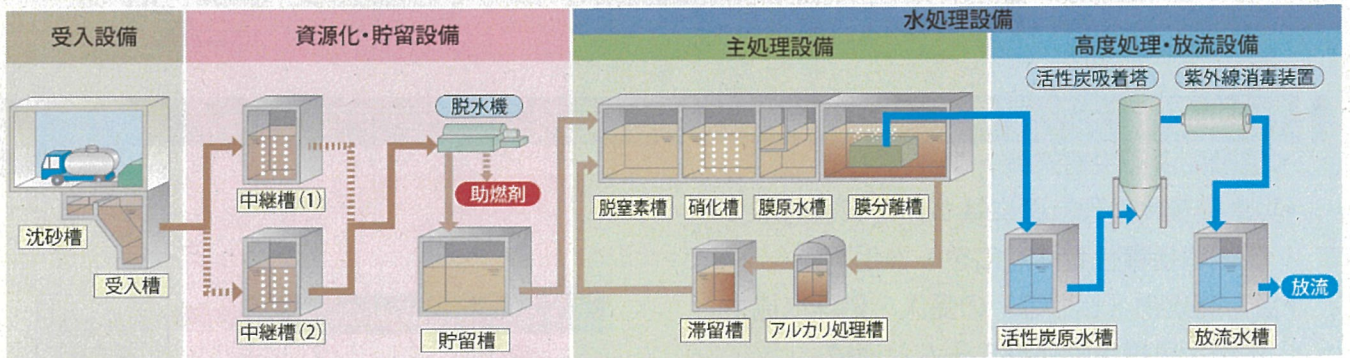 受入設備
資源化・貯留設備
水処理設備
主処理設備
高度処理・放流設備
沈砂槽
受入槽
中継槽(1)
中継槽(2)
脱水機
助燃剤
貯留槽
脱窒素槽
硝化槽
膜原水槽
膜分離槽
滞留槽
アルカリ処理槽
活性炭吸着塔
紫外線消毒装置
活性炭原水槽
放流水槽
放流